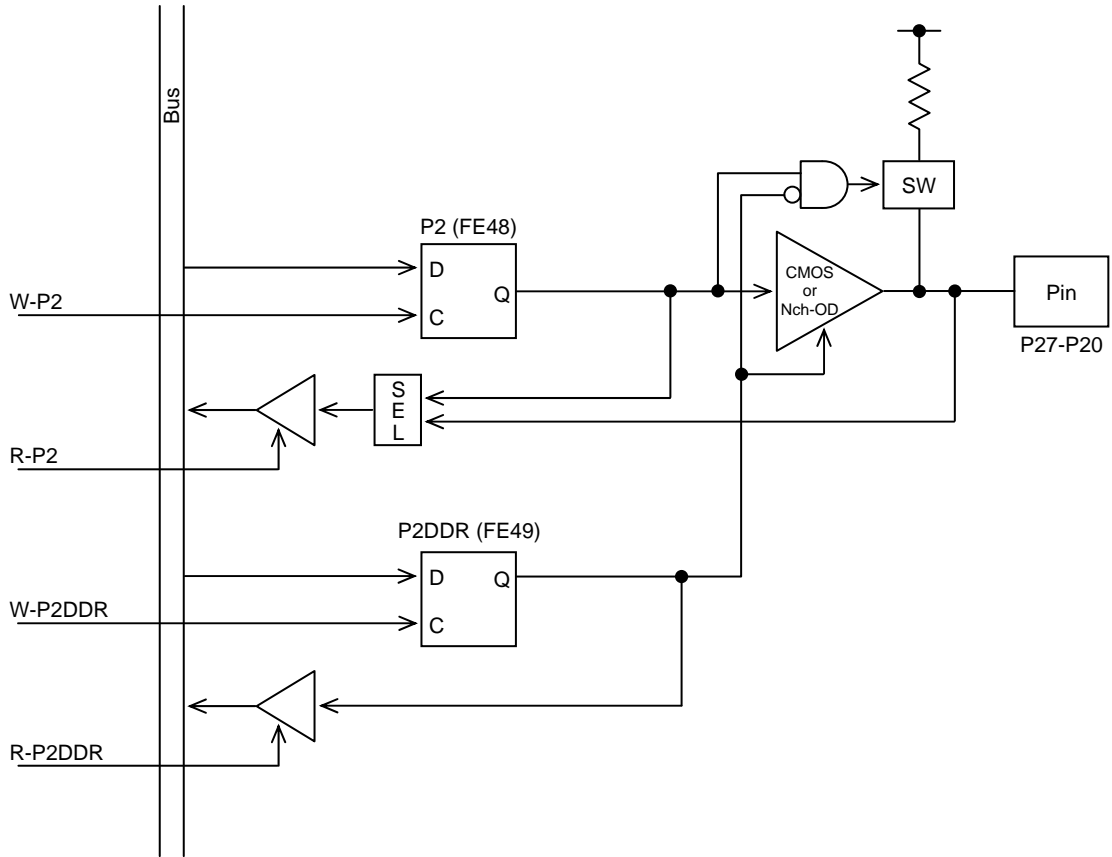 Bus
SW
P2 (FE48)
D
CMOS
or
Nch-OD
Q
Pin
W-P2
C
P27-P20
S
E
L
R-P2
P2DDR (FE49)
D
Q
W-P2DDR
C
R-P2DDR